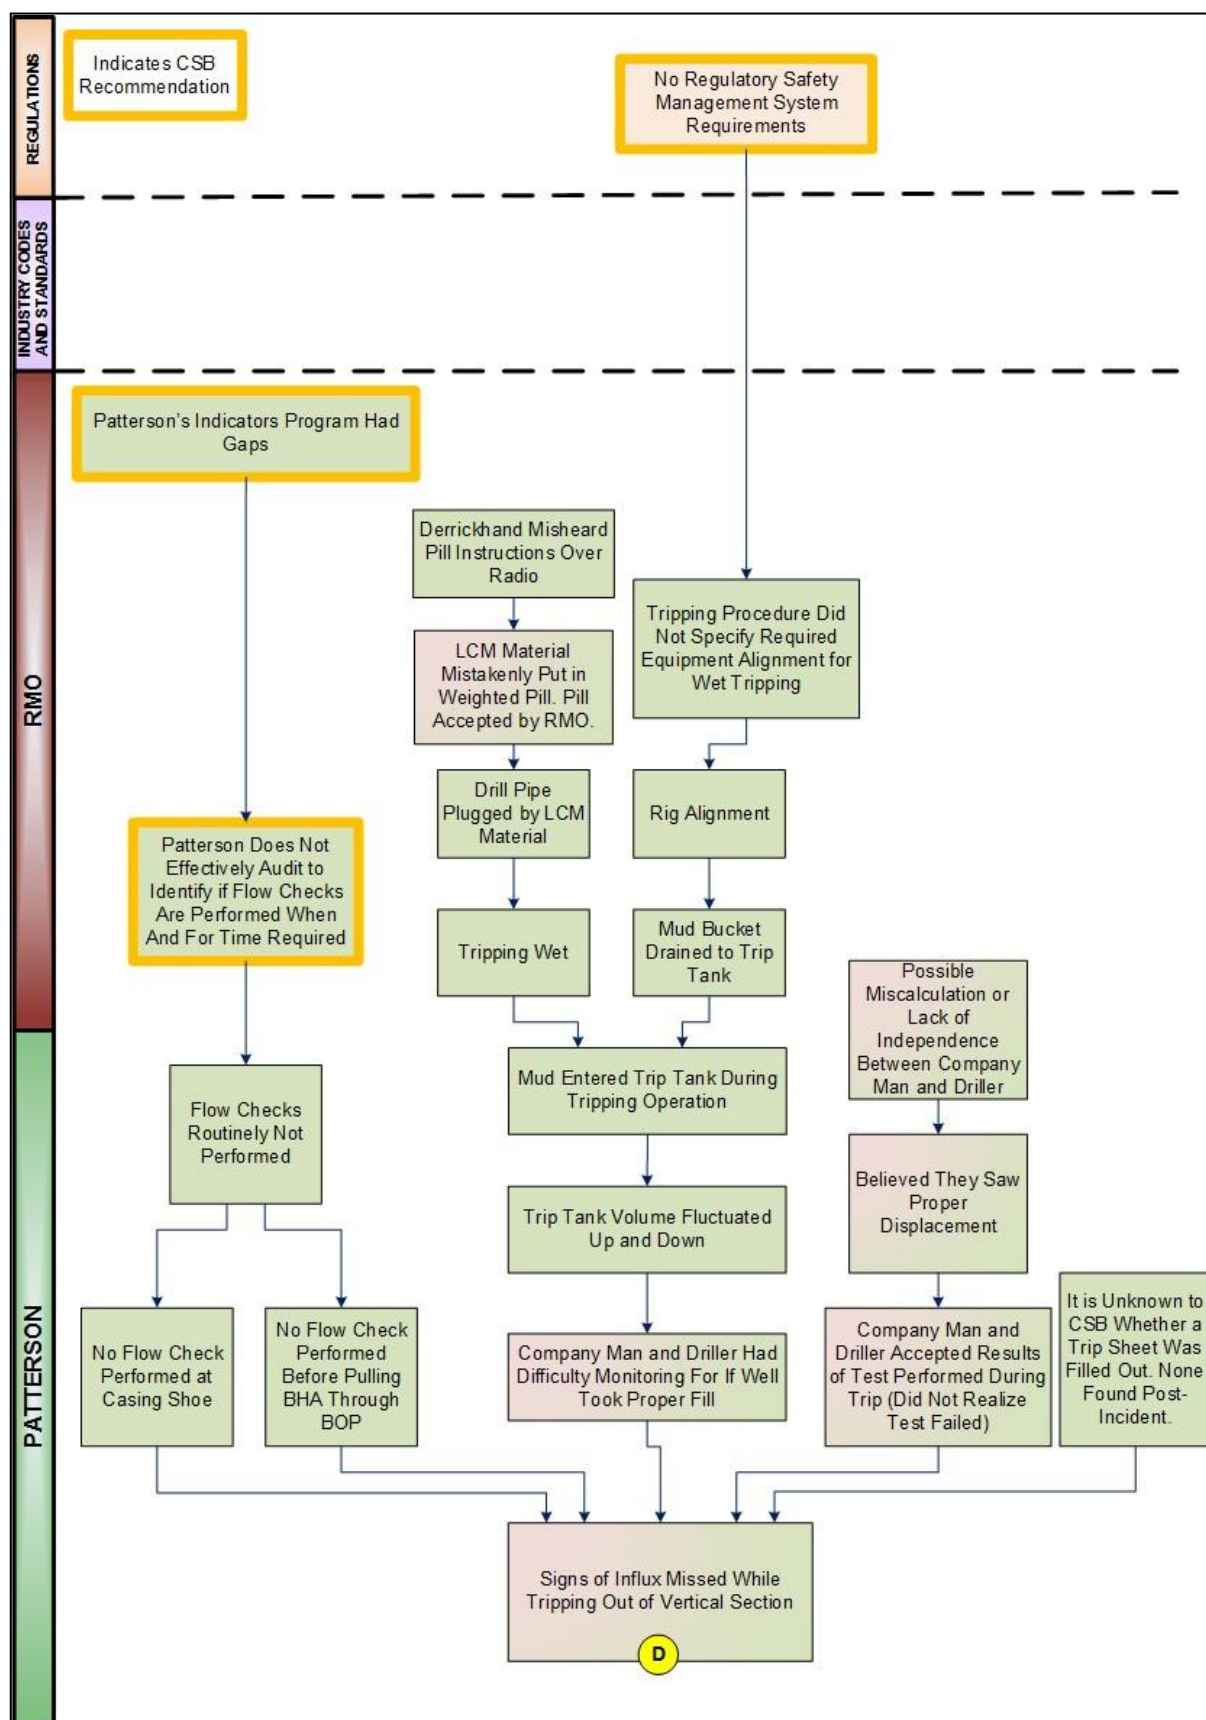 REGULATIONS
Indicates CSB
Recommendation
No Regulatory Safety
Management System
Requirements
INDUSTRY CODES
AND STANDARDS
RMO
Patterson's Indicators Program Had
Gaps
Derrickhand Misheard
Pill Instructions Over
Radio
Tripping Procedure Did
Not Specify Required
Equipment Alignment for
Wet Tripping
LCM Material
Mistakenly Put in
Weighted Pill. Pill
Accepted by RMO.
Drill Pipe
Plugged by LCM
Material
Rig Alignment
Patterson Does Not
Effectively Audit to
Identify if Flow Checks
Are Performed When
And For Time Required
Tripping Wet
Mud Bucket
Drained to Trip
Tank
Possible
Miscalculation or
Lack of
Independence
Between Company
Man and Driller
PATTERSON
Flow Checks
Routinely Not
Performed
Mud Entered Trip Tank During
Tripping Operation
Believed They Saw
Proper
Displacement
Trip Tank Volume Fluctuated
Up and Down
No Flow Check
Performed at
Casing Shoe
No Flow Check
Performed
Before Pulling
BHA Through
BOP
Company Man and Driller Had
Difficulty Monitoring For If Well
Took Proper Fill
Company Man and
Driller Accepted Results
of Test Performed During
Trip (Did Not Realize
Test Failed)
It is Unknown to
CSB Whether a
Trip Sheet Was
Filled Out. None
Found Post-
Incident.
Signs of Influx Missed While
Tripping Out of Vertical Section
D